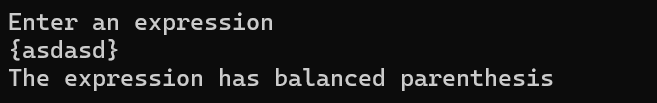 Enter an expression
{asdasd}
The expression has balanced parenthesis